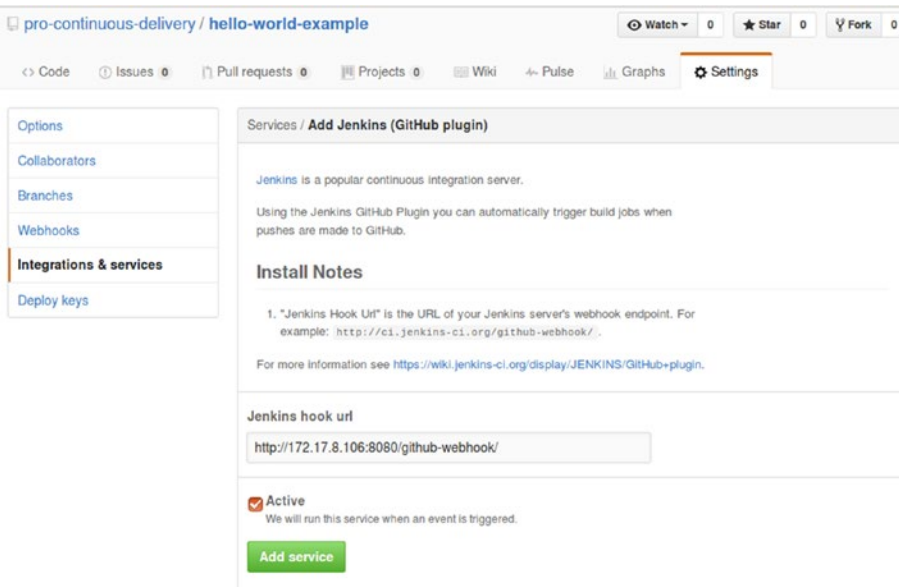 pro-continuous-delivery / hello-world-example
Watch 0 Star 0 Fork 0
Code Issues 0 Pull requests 0 Projects 0 Wiki Pulse Graphs Settings
Options
Collaborators
Branches
Webhooks
Integrations & services
Deploy keys
Services / Add Jenkins (GitHub plugin)
Jenkins is a popular continuous integration server.
Using the Jenkins GitHub Plugin you can automatically trigger build jobs when
pushes are made to GitHub.
Install Notes
1. "Jenkins Hook Url" is the URL of your Jenkins server's webhook endpoint. For
example: http://ci.jenkins-ci.org/github-webhook/ .
For more information see https://wiki.jenkins-ci.org/display/JENKINS/GitHub+plugin.
Jenkins hook url
http://172.17.8.106:8080/github-webhook/
Active
We will run this service when an event is triggered.
Add service